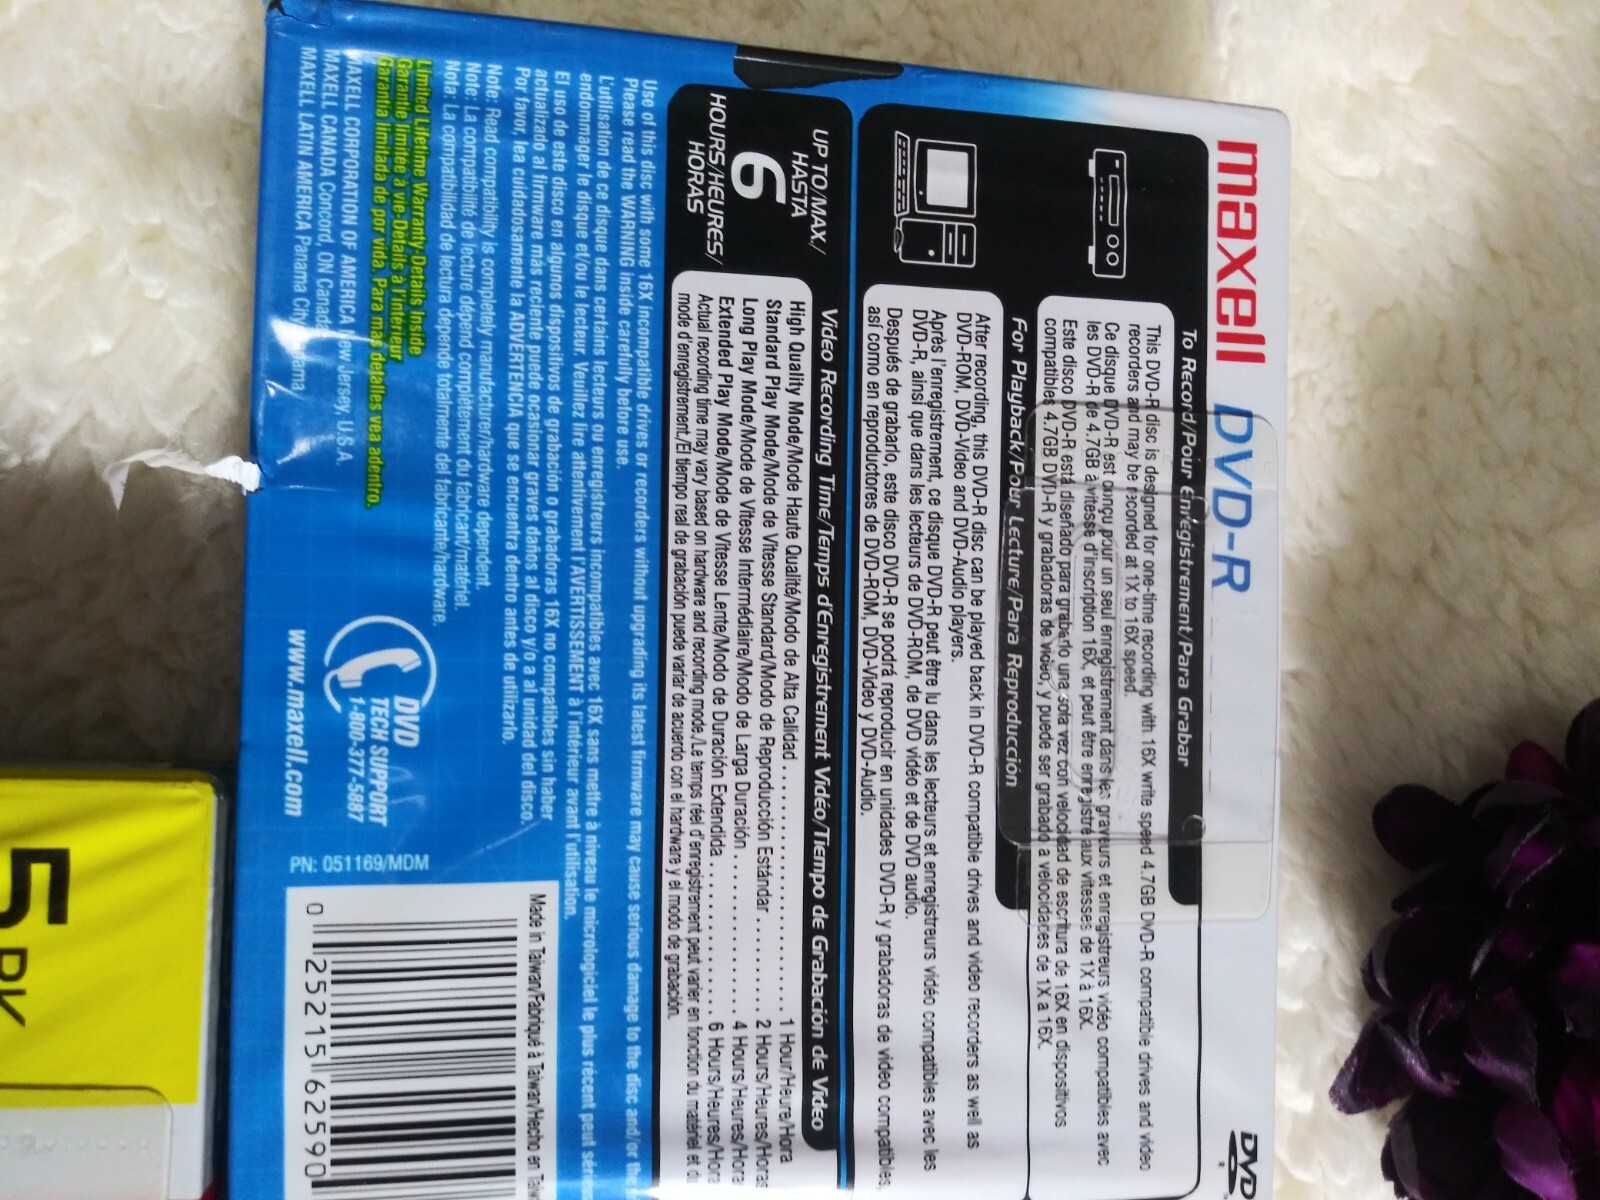 maxell DVD-R
DVD
To Record/Pour Enregistrement/Para Grabar
This DVD-R disc is designed for one-time recording with 16X write speed 4.7GB DVD-R compatible drives and video
recorders and may be recorded at 1X to 16X speed.
Ce disque DVD-R est conçu pour un seul enregistrement dans les graveurs et enregistreurs vidéo compatibles avec
les DVD-R de 4.7GB à vitesse d'inscription 16X, et peut être enregistré aux vitesses de 1X à 16X.
Este disco DVD-R está diseñado para grabarlo una sola vez con velocidad de escritura de 16X en dispositivos
compatibles 4.7GB DVD-R y grabadoras de video, y puede ser grabado a velocidades de 1X a 16X.
For Playback/Pour Lecture/Para Reproducción
After recording, this DVD-R disc can be played back in DVD-R compatible drives and video recorders as well as
DVD-ROM, DVD-Video and DVD-Audio players.
Après l'enregistrement, ce disque DVD-R peut être lu dans les lecteurs et enregistreurs vidéo compatibles avec les
DVD-R, ainsi que dans les lecteurs de DVD-ROM, de DVD vidéo et de DVD audio.
Después de grabarlo, este disco DVD-R se podrá reproducir en unidades DVD-R y grabadoras de video compatibles,
así como en reproductores de DVD-ROM, DVD-Video y DVD-Audio.
UP TO/MAX./
HASTA
6
HOURS/HEURES/
HORAS
Video Recording Time/Temps d'Enregistrement Vidéo/Tiempo de Grabación de Video
High Quality Mode/Mode Haute Qualité/Modo de Alta Calidad . . . . . . . . . . . . . . . . . . . 1 Hour/Heure/Hora
Standard Play Mode/Mode de Vitesse Standard/Modo de Reproducción Estándar . . . . . . . . 2 Hours/Heures/Horas
Long Play Mode/Mode de Vitesse Intermédiaire/Modo de Larga Duración . . . . . . . . . . . . . 4 Hours/Heures/Horas
Extended Play Mode/Mode de Vitesse Lente/Modo de Duración Extendida . . . . . . . . . . . . 6 Hours/Heures/Hora
Actual recording time may vary based on hardware and recording mode./Le temps réel d'enregistrement peut varier en fonction du matériel et du
mode d'enregistrement./El tiempo real de grabación puede variar de acuerdo con el hardware y el modo de grabación.
Use of this disc with some 16X incompatible drives or recorders without upgrading its latest firmware may cause serious damage to the disc and/or the
Please read the WARNING inside carefully before use.
L'utilisation de ce disque dans certains lecteurs ou enregistreurs incompatibles avec 16X sans mettre à niveau le micrologiciel le plus récent peut
endommager le disque et/ou le lecteur. Veuillez lire attentivement l'AVERTISSEMENT à l'intérieur avant l'utilisation.
El uso de este disco en algunos dispositivos de grabación o grabadoras 16X no compatibles sin haber
actualizado al firmware más reciente puede ocasionar graves daños al disco y/o a al unidad del disco.
Por favor, lea cuidadosamente la ADVERTENCIA que se encuentra dentro antes de utilizarlo.
Note: Read compatibility is completely manufacturer/hardware dependent.
Note: La compatibilité de lecture dépend complètement du fabricant/matériel.
Nota: La compatibilidad de lectura depende totalmente del fabricante/hardware.
Limited Lifetime Warranty-Details Inside
Garantie limitée à vie-Détails à l'intérieur
Garantía limitada de por vida. Para más detalles vea adentro.
MAXELL CORPORATION OF AMERICA New Jersey, U.S.A.
MAXELL CANADA Concord, ON Canada
MAXELL LATIN AMERICA Panama City
DVD
TECH SUPPORT
1-800-377-5887
www.maxell.com
PN: 051169/MDM
Made in Taiwan/Fabriqué à Taiwan/Hecho en
0 25215 62590
5 PK